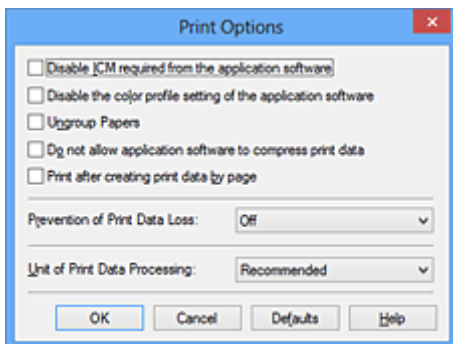 Print Options
Disable ICM required from the application software
Disable the color profile setting of the application software
Ungroup Papers
Do not allow application software to compress print data
Print after creating print data by page
Prevention of Print Data Loss: Off
Unit of Print Data Processing: Recommended
OK Cancel Defaults Help